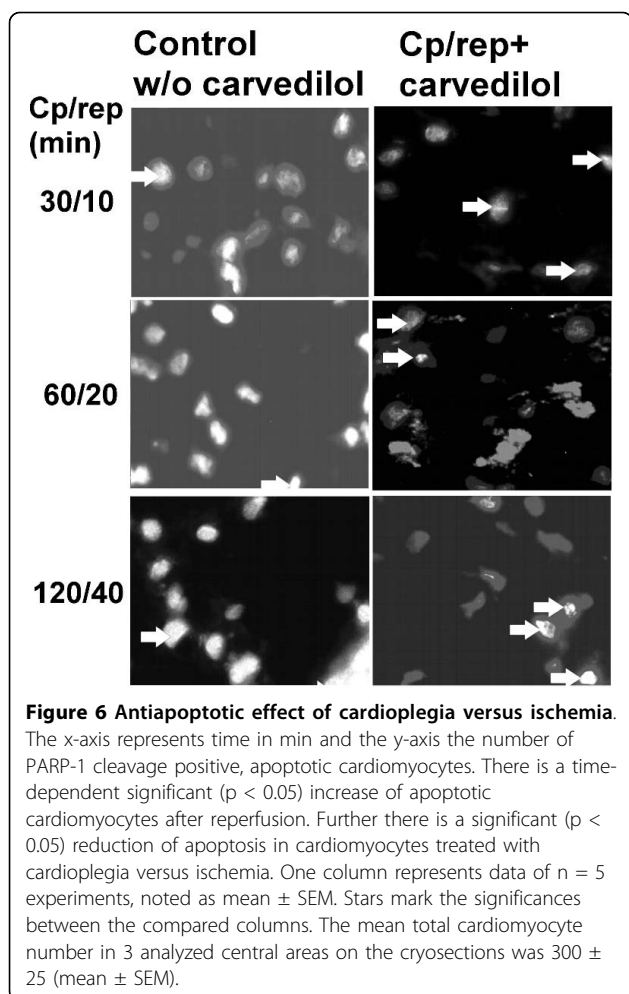 Control
w/o carvedilol
Cp/rep+
carvedilol
Cp/rep
(min)
30/10
60/20
120/40
Figure 6 Antiapoptotic effect of cardioplegia versus ischemia.
The x-axis represents time in min and the y-axis the number of
PARP-1 cleavage positive, apoptotic cardiomyocytes. There is a time-
dependent significant (p < 0.05) increase of apoptotic
cardiomyocytes after reperfusion. Further there is a significant (p <
0.05) reduction of apoptosis in cardiomyocytes treated with
cardioplegia versus ischemia. One column represents data of n = 5
experiments, noted as mean ± SEM. Stars mark the significances
between the compared columns. The mean total cardiomyocyte
number in 3 analyzed central areas on the cryosections was 300 ±
25 (mean ± SEM).